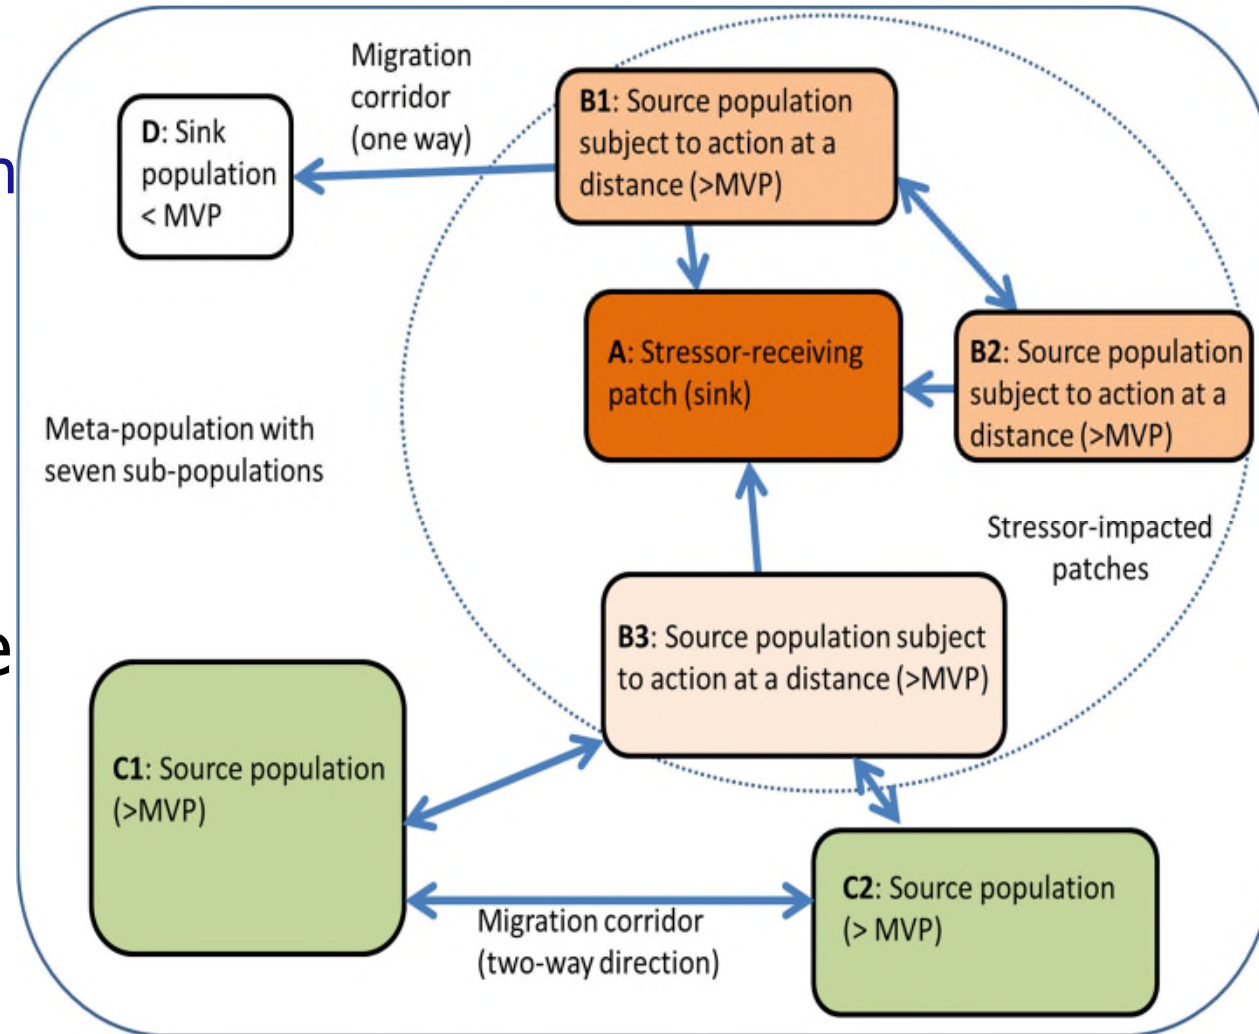 Migration
corridor
(one way)
D: Sink
population
< MVP
B1: Source population
subject to action at a
distance (>MVP)
A: Stressor-receiving
patch (sink)
B2: Source population
subject to action at a
distance (>MVP)
Meta-population with
seven sub-populations
Stressor-impacted
patches
B3: Source population subject
to action at a distance (>MVP)
C1: Source population
(>MVP)
C2: Source population
(> MVP)
Migration corridor
(two-way direction)